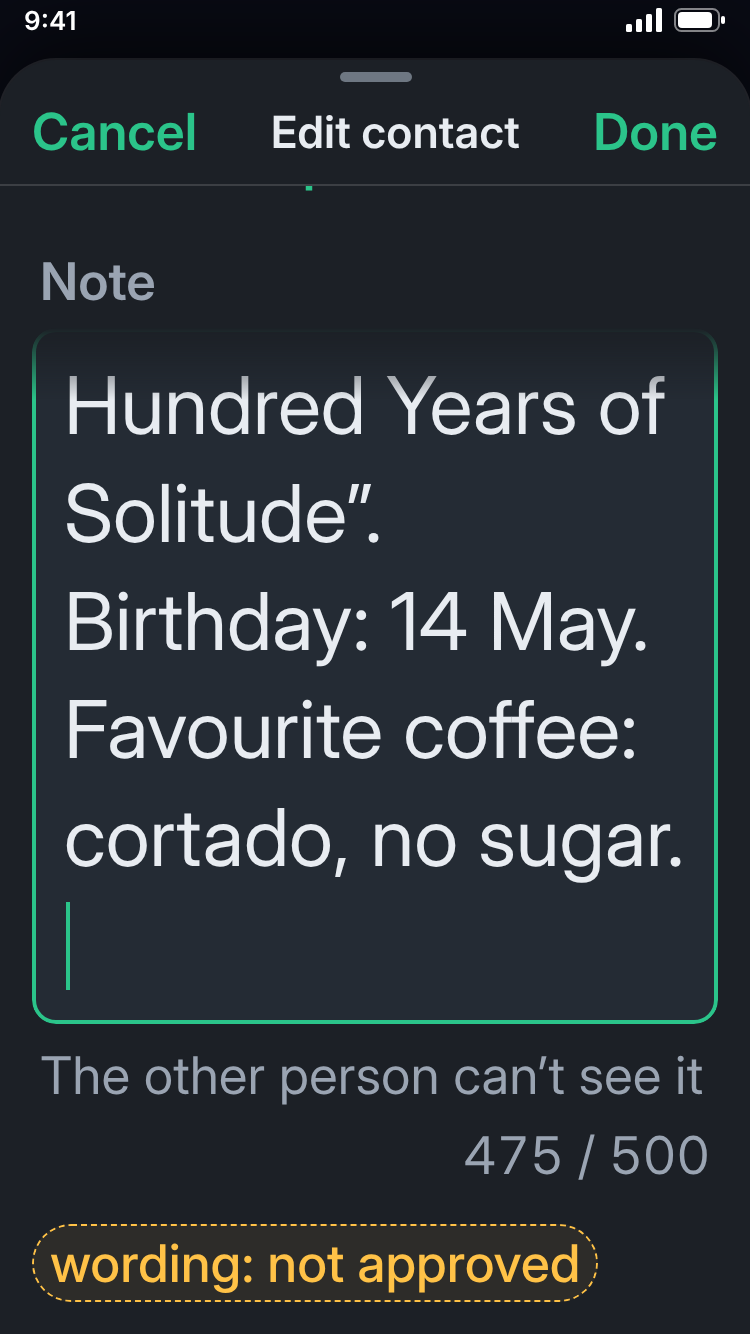 9:41
Cancel Edit contact Done
Note
Hundred Years of
Solitude”.
Birthday: 14 May.
Favourite coffee:
cortado, no sugar.
The other person can’t see it
475 / 500
wording: not approved